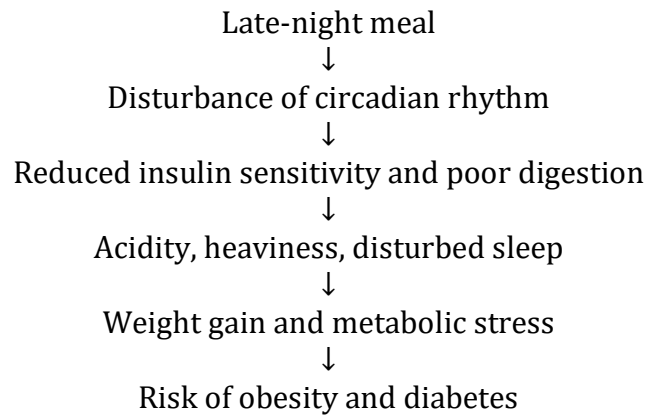 Late-night meal
↓
Disturbance of circadian rhythm
↓
Reduced insulin sensitivity and poor digestion
↓
Acidity, heaviness, disturbed sleep
↓
Weight gain and metabolic stress
↓
Risk of obesity and diabetes